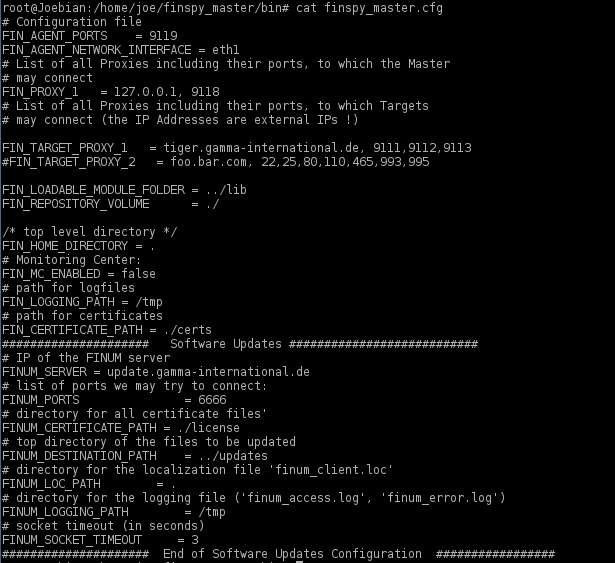 root@Joebian:/home/joe/finspy_master/bin# cat finspy_master.cfg
# Configuration file
FIN_AGENT_PORTS    = 9119
FIN_AGENT_NETWORK_INTERFACE = eth1
# List of all Proxies including their ports, to which the Master
# may connect
FIN_PROXY_1   = 127.0.0.1, 9118
# List of all Proxies including their ports, to which Targets
# may connect (the IP Addresses are external IPs !)
FIN_TARGET_PROXY_1   = tiger.gamma-international.de, 9111,9112,9113
#FIN_TARGET_PROXY_2   = foo.bar.com, 22,25,80,110,465,993,995
FIN_LOADABLE_MODULE_FOLDER = ../lib
FIN_REPOSITORY_VOLUME      = ./
/* top level directory */
FIN_HOME_DIRECTORY = .
# Monitoring Center:
FIN_MC_ENABLED = false
# path for logfiles
FIN_LOGGING_PATH = /tmp
# path for certificates
FIN_CERTIFICATE_PATH = ./certs
#####################   Software Updates ###########################
# IP of the FINUM server
FINUM_SERVER = update.gamma-international.de
# list of ports we may try to connect:
FINUM_PORTS               = 6666
# directory for all certificate files'
FINUM_CERTIFICATE_PATH = ./license
# top directory of the files to be updated
FINUM_DESTINATION_PATH    = ../updates
# directory for the localization file 'finum_client.loc'
FINUM_LOC_PATH          = .
# directory for the logging file ('finum_access.log', 'finum_error.log')
FINUM_LOGGING_PATH        = /tmp
# socket timeout (in seconds)
FINUM_SOCKET_TIMEOUT     = 3
#####################  End of Software Updates Configuration  #################